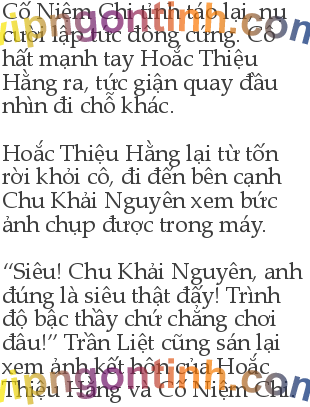 Cố Niệm Chi tỉnh táo lại, nụ
cười lập tức đông cứng. Cô
hất mạnh tay Hoắc Thiệu
Hằng ra, tức giận quay đầu
nhìn đi chỗ khác.
Hoắc Thiệu Hằng lại từ tốn
rời khỏi cô, đi đến bên cạnh
Chu Khải Nguyên xem bức
ảnh chụp được trong máy.
“Siêu! Chu Khải Nguyên, anh
đúng là siêu thật đấy! Trình
độ bậc thầy chứ chẳng chơi
đâu!” Trần Liệt cũng sán lại
xem ảnh kết hôn của Hoắc
Thiệu Hằng và Cố Niệm Chi.
vipngontinh.com
vipngontinh.com